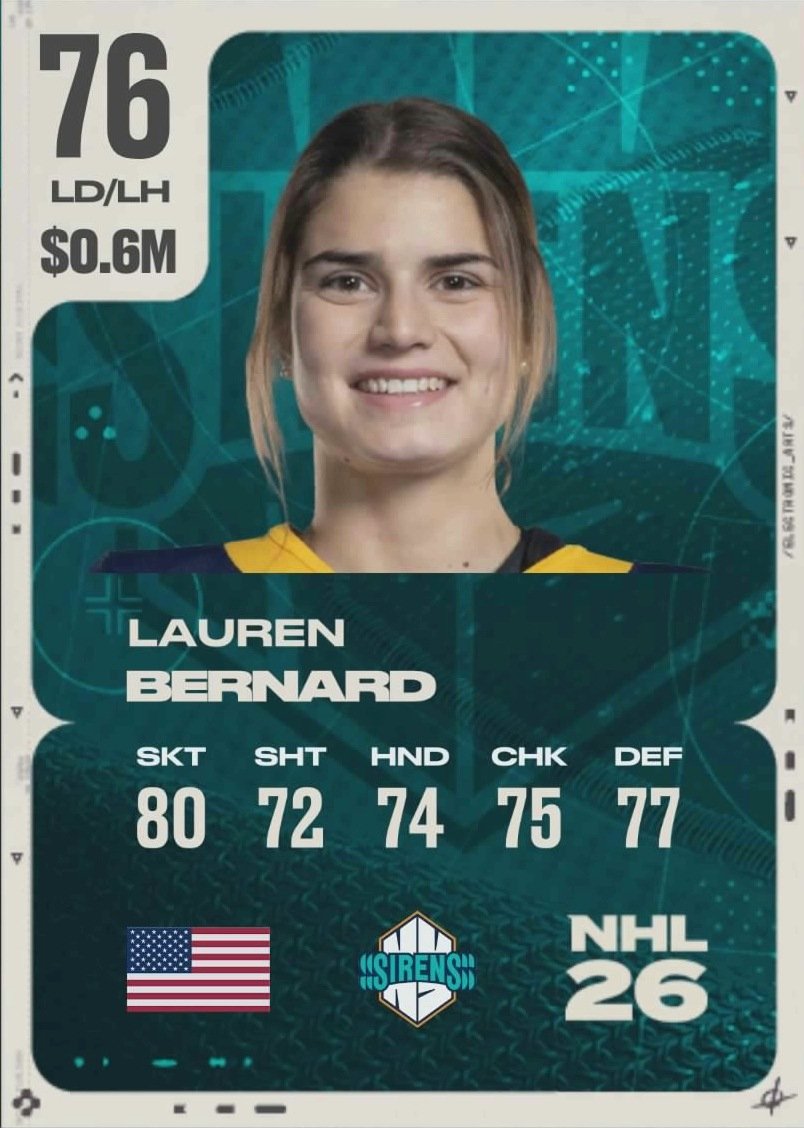 76
LD/LH
$0.6M
SIRENS
LAUREN
BERNARD
SKT SHT HND CHK DEF
80 72 74 75 77
SIRENS
NHL
26